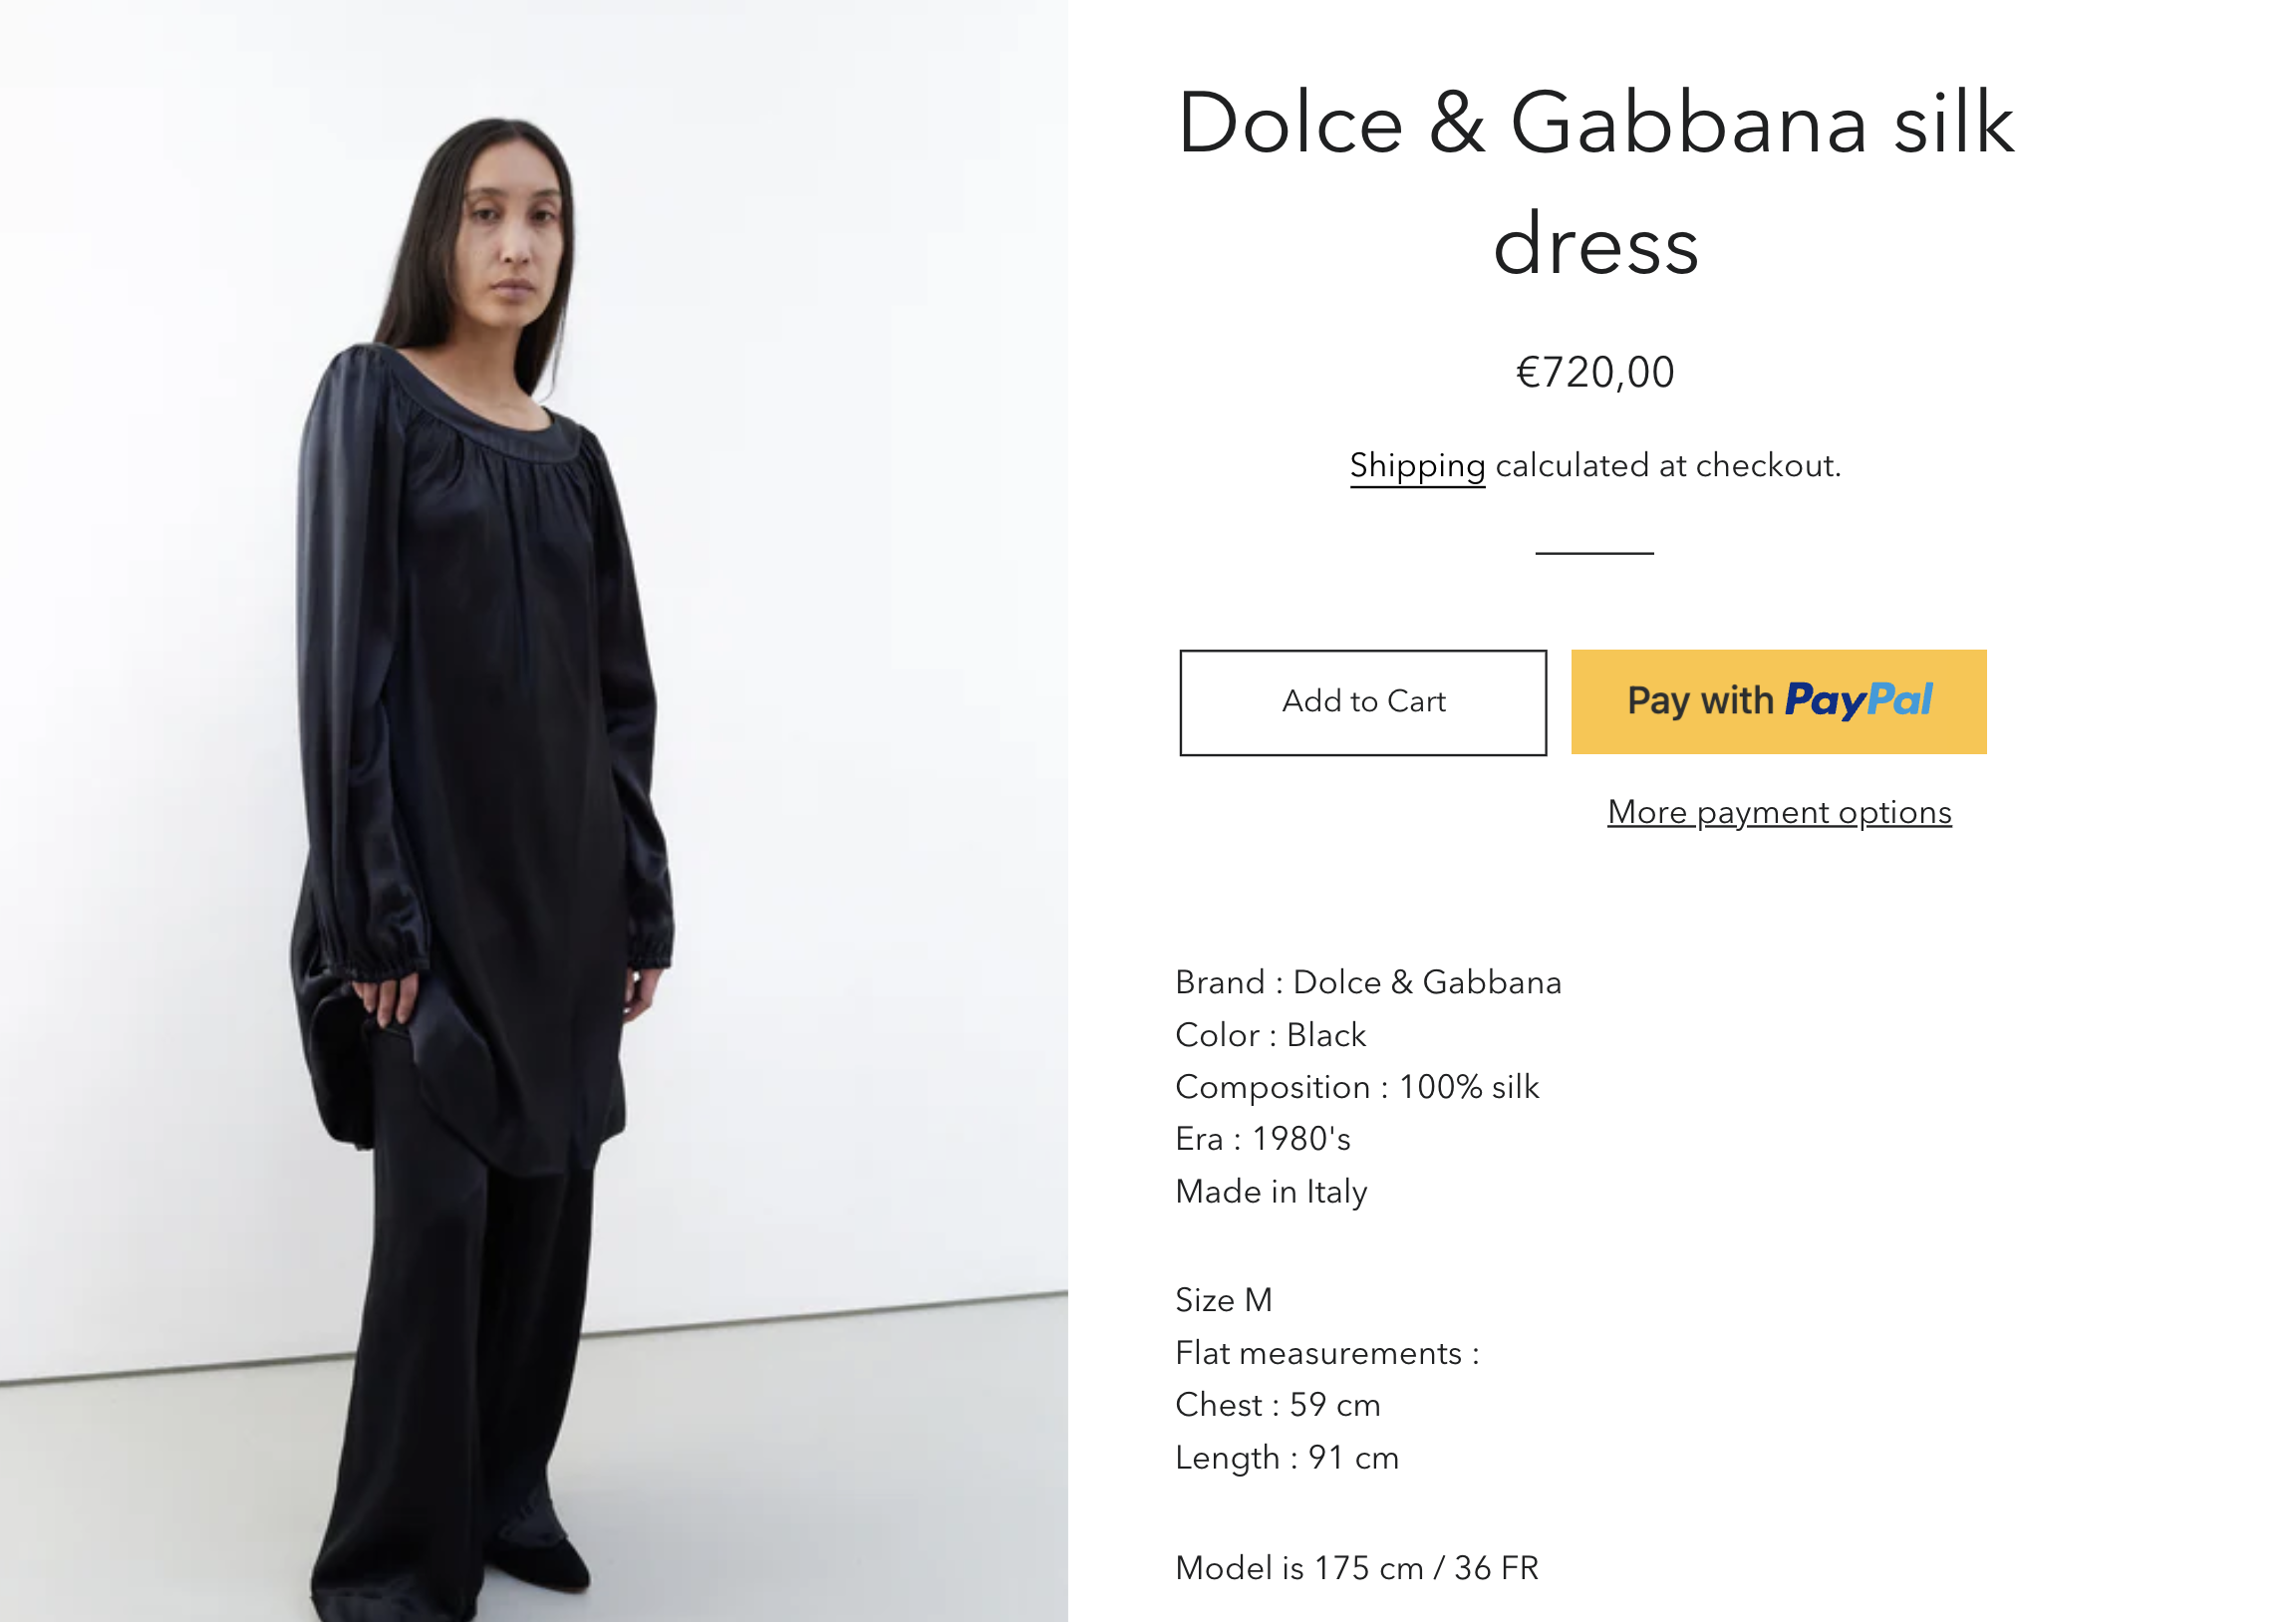 Dolce & Gabbana silk
dress
€720,00
Shipping calculated at checkout.
Add to Cart
Pay with PayPal
More payment options
Brand : Dolce & Gabbana
Color : Black
Composition : 100% silk
Era : 1980's
Made in Italy
Size M
Flat measurements :
Chest : 59 cm
Length : 91 cm
Model is 175 cm / 36 FR